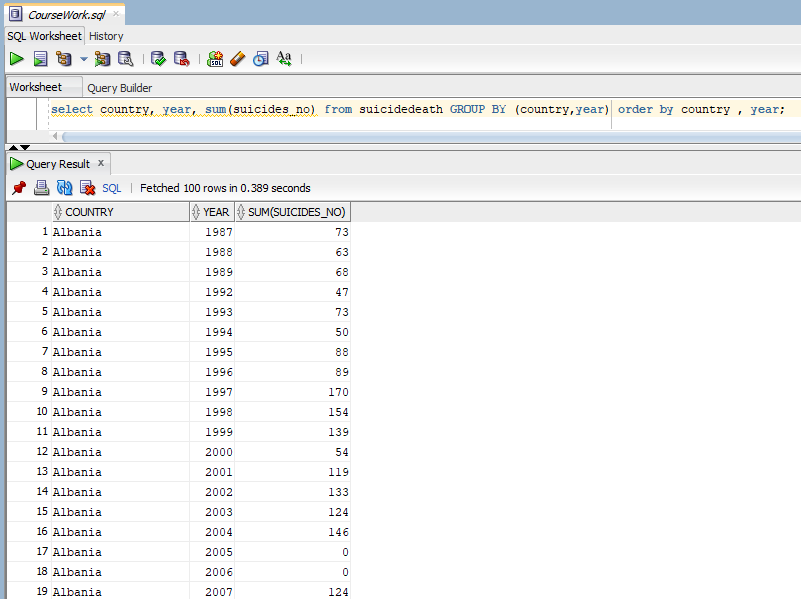 CourseWork.sql
SQL Worksheet History
Worksheet Query Builder
select country, year, sum(suicides_no) from suicidedeath GROUP BY (country,year) order by country , year;
Query Result x
SQL | Fetched 100 rows in 0.389 seconds
COUNTRY YEAR SUM(SUICIDES_NO)
1 Albania 1987 73
2 Albania 1988 63
3 Albania 1989 68
4 Albania 1992 47
5 Albania 1993 73
6 Albania 1994 50
7 Albania 1995 88
8 Albania 1996 89
9 Albania 1997 170
10 Albania 1998 154
11 Albania 1999 139
12 Albania 2000 54
13 Albania 2001 119
14 Albania 2002 133
15 Albania 2003 124
16 Albania 2004 146
17 Albania 2005 0
18 Albania 2006 0
19 Albania 2007 124